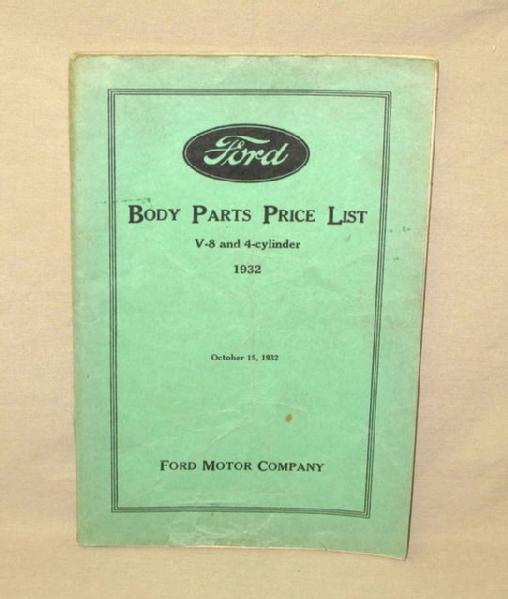 Ford
BODY PARTS PRICE LIST
V-8 and 4-cylinder
1932
October 15, 1932
FORD MOTOR COMPANY